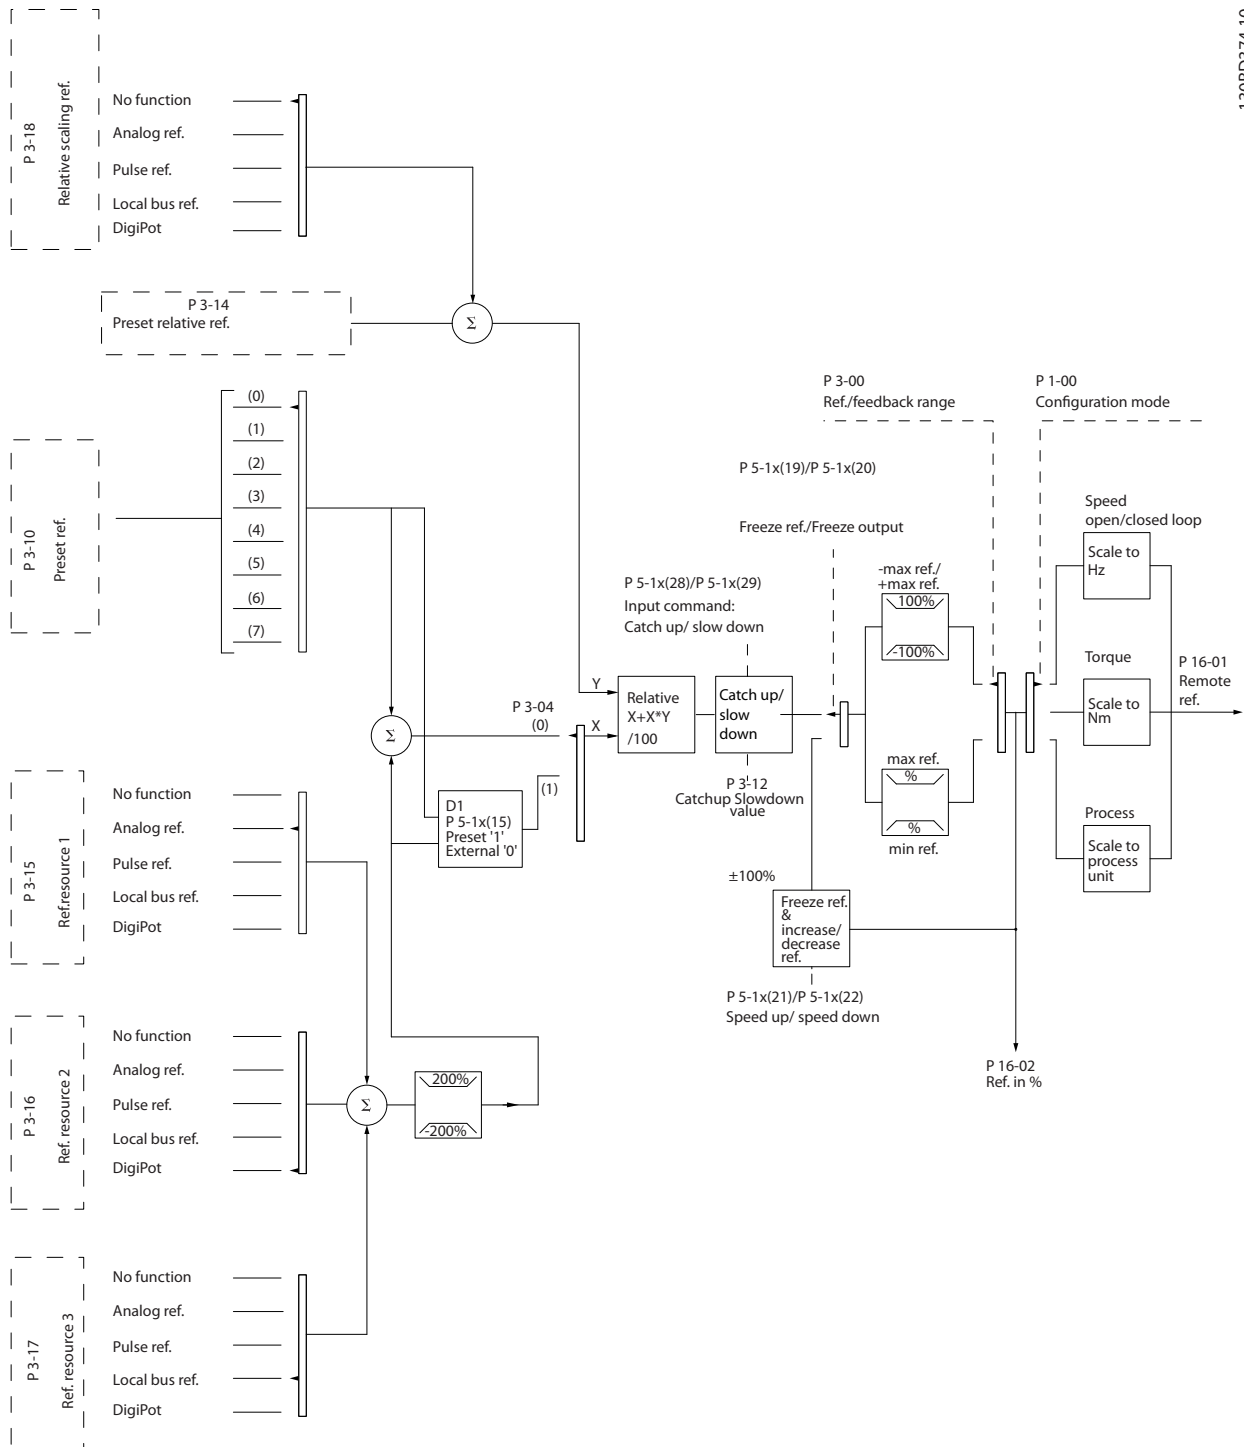 130BD374.10
P 3-18
Relative scaling ref.
No function
Analog ref.
Pulse ref.
Local bus ref.
DigiPot
P 3-14
Preset relative ref.
Σ
P 3-10
Preset ref.
(0)
(1)
(2)
(3)
(4)
(5)
(6)
(7)
P 3-00
Ref./feedback range
P 1-00
Configuration mode
P 5-1x(19)/P 5-1x(20)
Freeze ref./Freeze output
Speed
open/closed loop
Scale to
Hz
-max ref./
+max ref.
100%
-100%
P 5-1x(28)/P 5-1x(29)
Input command:
Catch up/ slow down
Torque
Scale to
Nm
P 16-01
Remote
ref.
Y
X
Relative
X+X*Y
/100
Catch up/
slow
down
P 3-04
(0)
(1)
Σ
P 3-12
Catchup Slowdown
value
max ref.
%
%
min ref.
Process
Scale to
process
unit
D1
P 5-1x(15)
Preset '1'
External '0'
±100%
Freeze ref.
&
increase/
decrease
ref.
P 5-1x(21)/P 5-1x(22)
Speed up/ speed down
P 16-02
Ref. in %
P 3-15
Ref.resource 1
No function
Analog ref.
Pulse ref.
Local bus ref.
DigiPot
P 3-16
Ref. resource 2
No function
Analog ref.
Pulse ref.
Local bus ref.
DigiPot
Σ
200%
-200%
P 3-17
Ref. resource 3
No function
Analog ref.
Pulse ref.
Local bus ref.
DigiPot